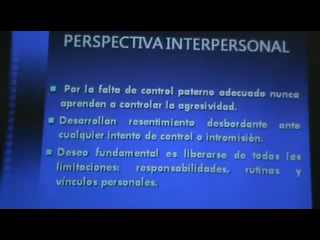 PERSPECTIVA INTERPERSONAL
Por la falta de control paterno adecuado nunca
aprenden a controlar la agresividad.
Desarrollan resentimiento desbordante ante
cualquier intento de control o intromisión.
Deseo fundamental es liberarse de todas las
limitaciones: responsabilidades, rutinas y
vínculos personales.